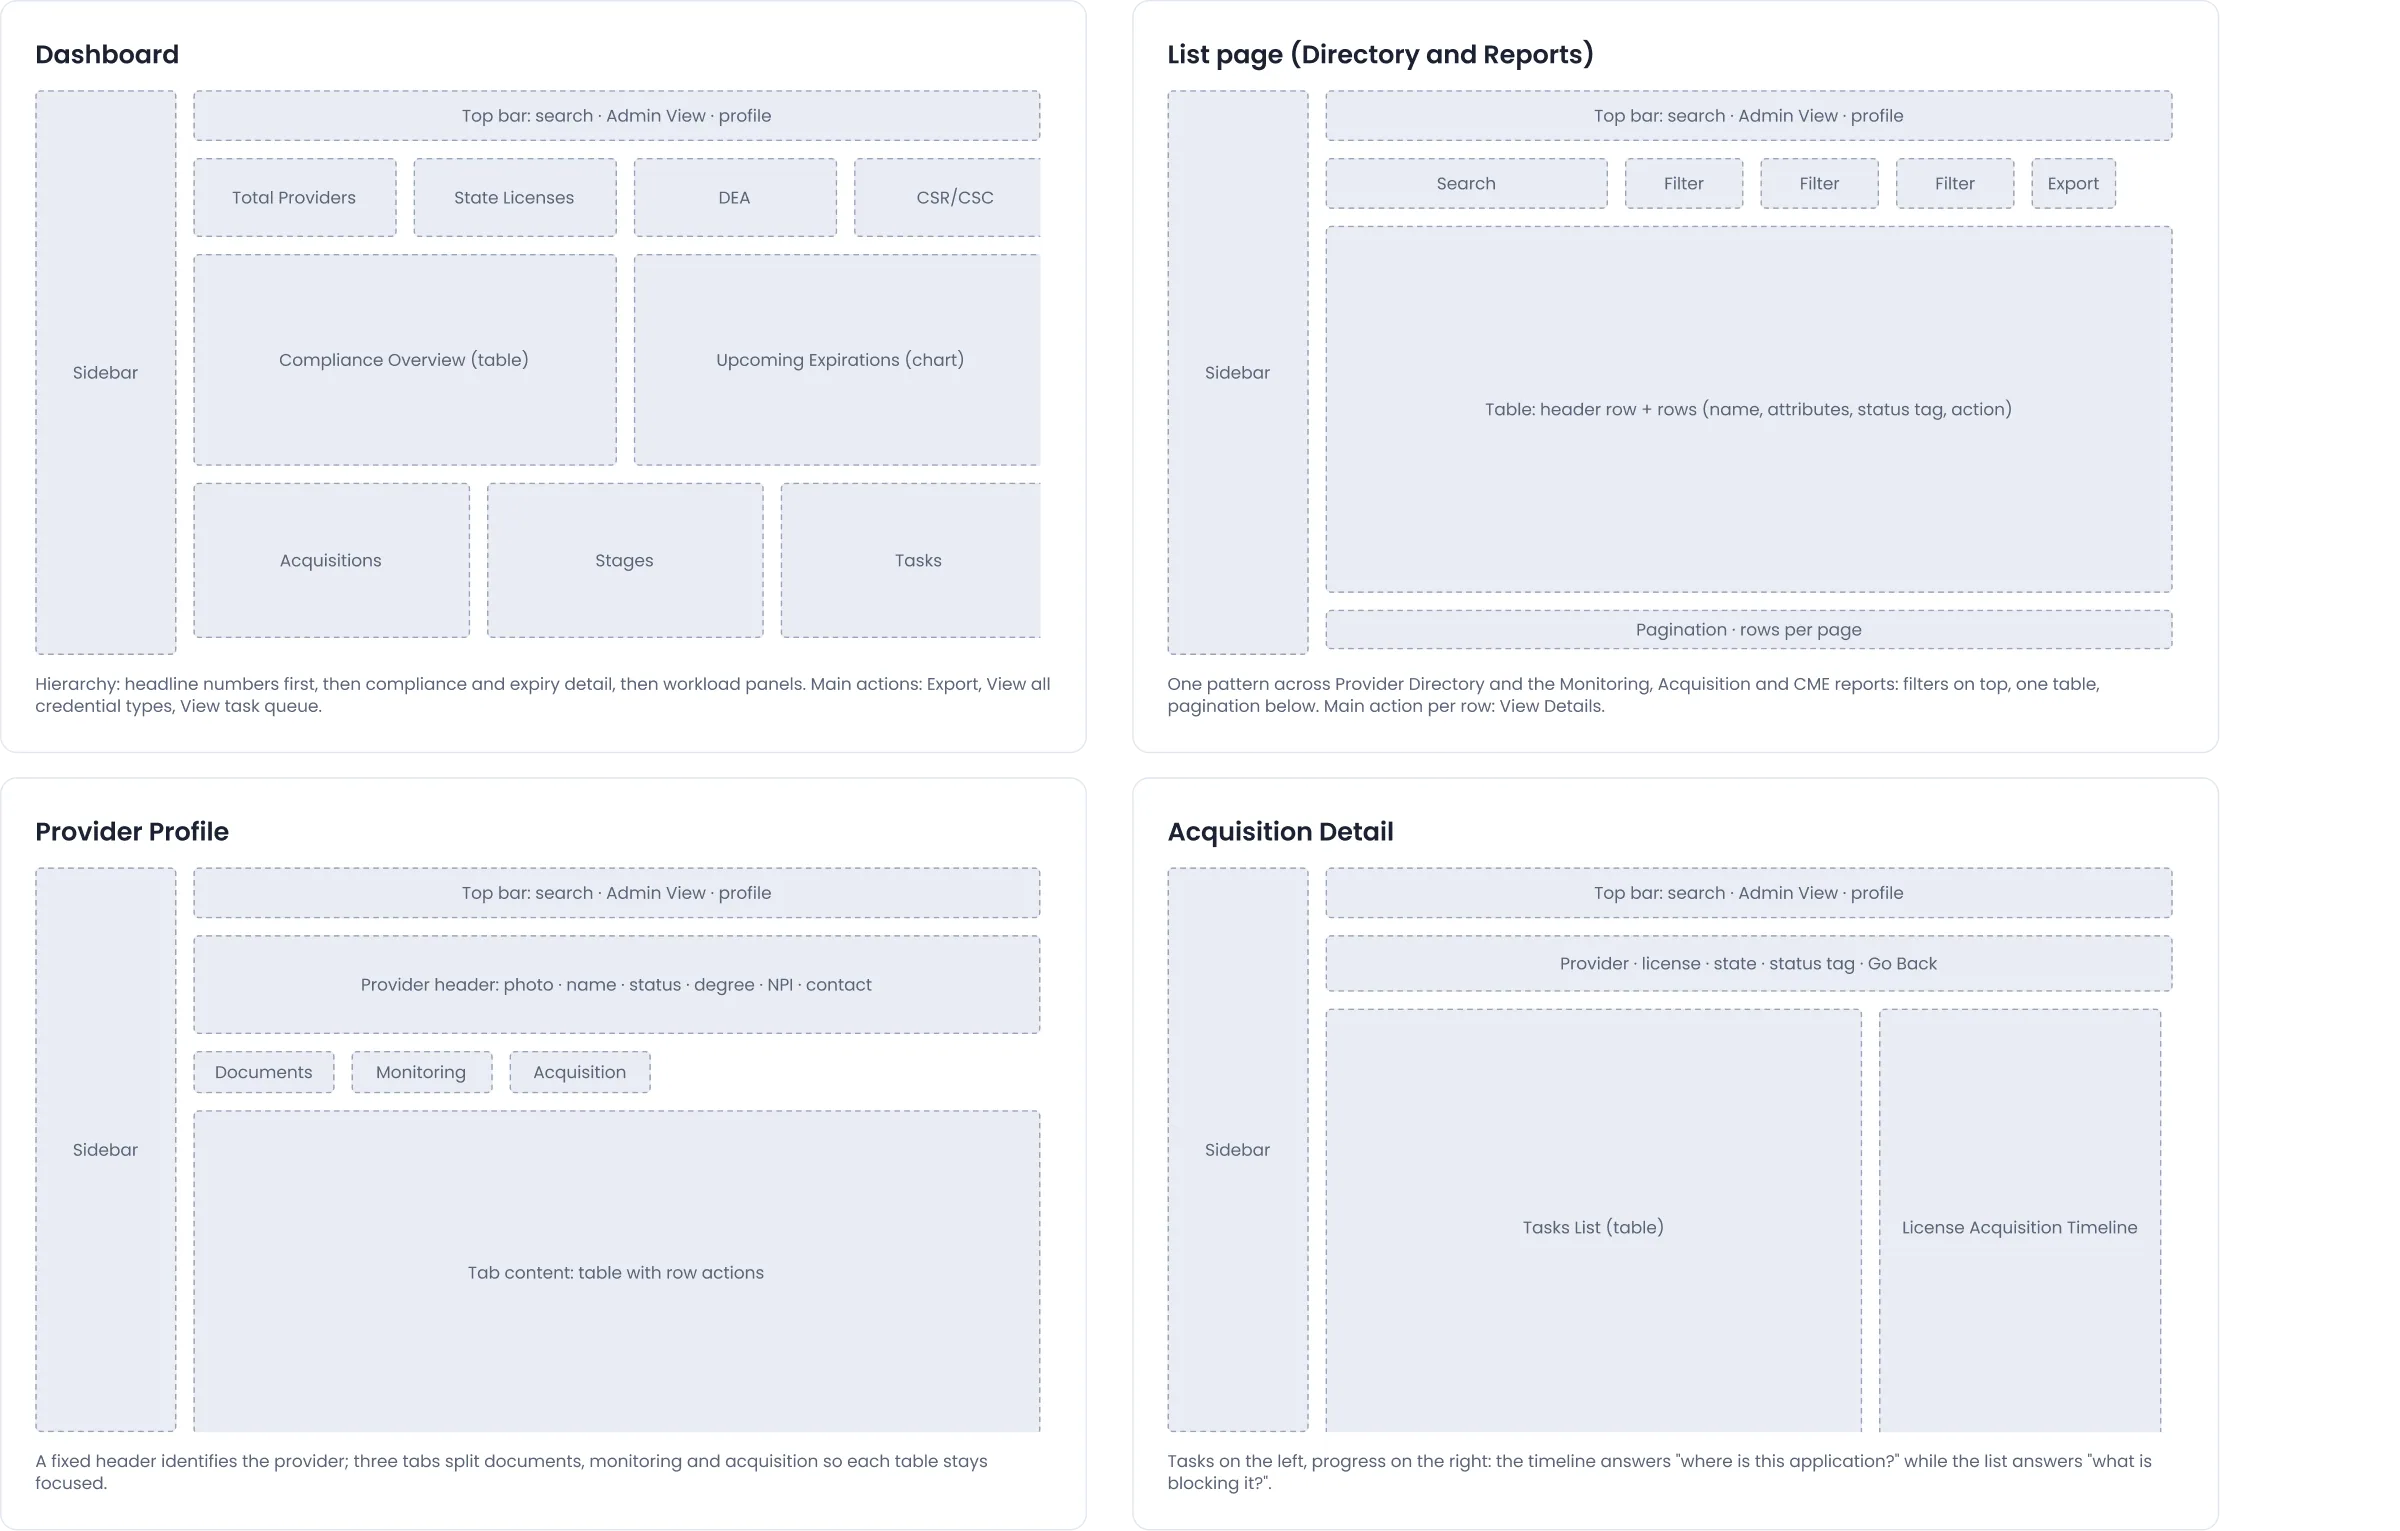 Dashboard
Sidebar
Top bar: search · Admin View · profile
Total Providers
State Licenses
DEA
CSR/CSC
Compliance Overview (table)
Upcoming Expirations (chart)
Acquisitions
Stages
Tasks
Hierarchy: headline numbers first, then compliance and expiry detail, then workload panels. Main actions: Export, View all
credential types, View task queue.
List page (Directory and Reports)
Sidebar
Top bar: search · Admin View · profile
Search
Filter
Filter
Filter
Export
Table: header row + rows (name, attributes, status tag, action)
Pagination · rows per page
One pattern across Provider Directory and the Monitoring, Acquisition and CME reports: filters on top, one table,
pagination below. Main action per row: View Details.
Provider Profile
Sidebar
Top bar: search · Admin View · profile
Provider header: photo · name · status · degree · NPI · contact
Documents
Monitoring
Acquisition
Tab content: table with row actions
A fixed header identifies the provider; three tabs split documents, monitoring and acquisition so each table stays
focused.
Acquisition Detail
Sidebar
Top bar: search · Admin View · profile
Provider · license · state · status tag · Go Back
Tasks List (table)
License Acquisition Timeline
Tasks on the left, progress on the right: the timeline answers "where is this application?" while the list answers "what is
blocking it?".